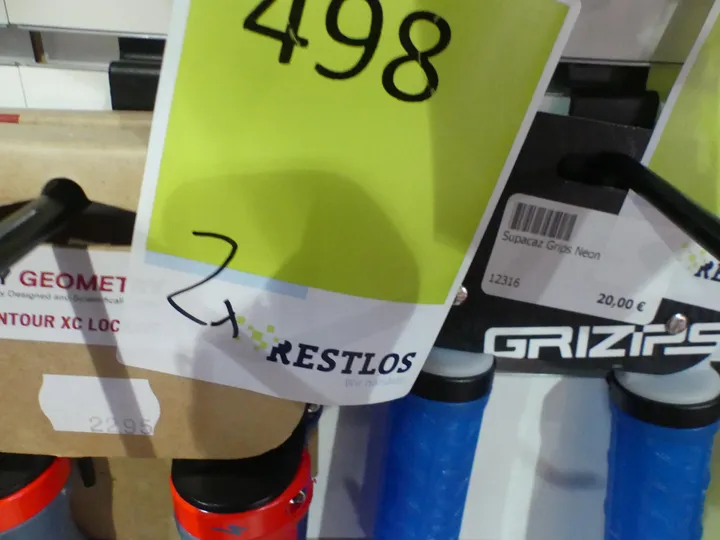 498
2x
RESTLOS
GEOMET
NTOUR XC LOC
2295
Supacaz Grips Neon
12316
20,00 €
GRIZIPS